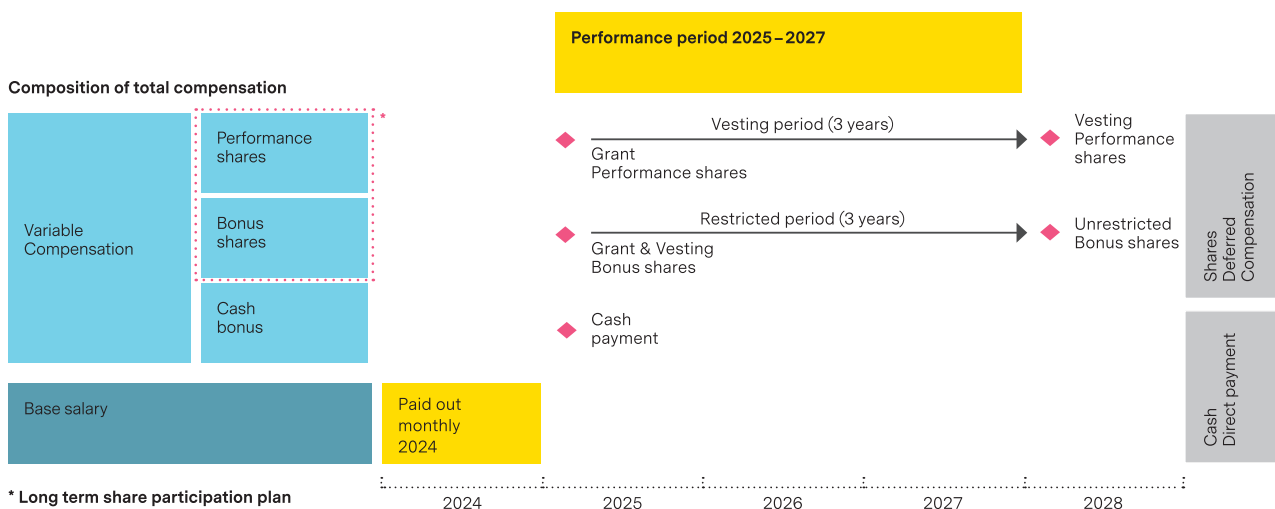 Performance period 2025–2027
Composition of total compensation
*
Performance
shares
Variable
Compensation
Bonus
shares
Cash
bonus
Vesting period (3 years)
Grant
Performance shares
Vesting
Performance
shares
Restricted period (3 years)
Grant & Vesting
Bonus shares
Unrestricted
Bonus shares
Cash
payment
Shares
Deferred
Compensation
Cash
Direct payment
Base salary
Paid out
monthly
2024
* Long term share participation plan
2024
2025
2026
2027
2028